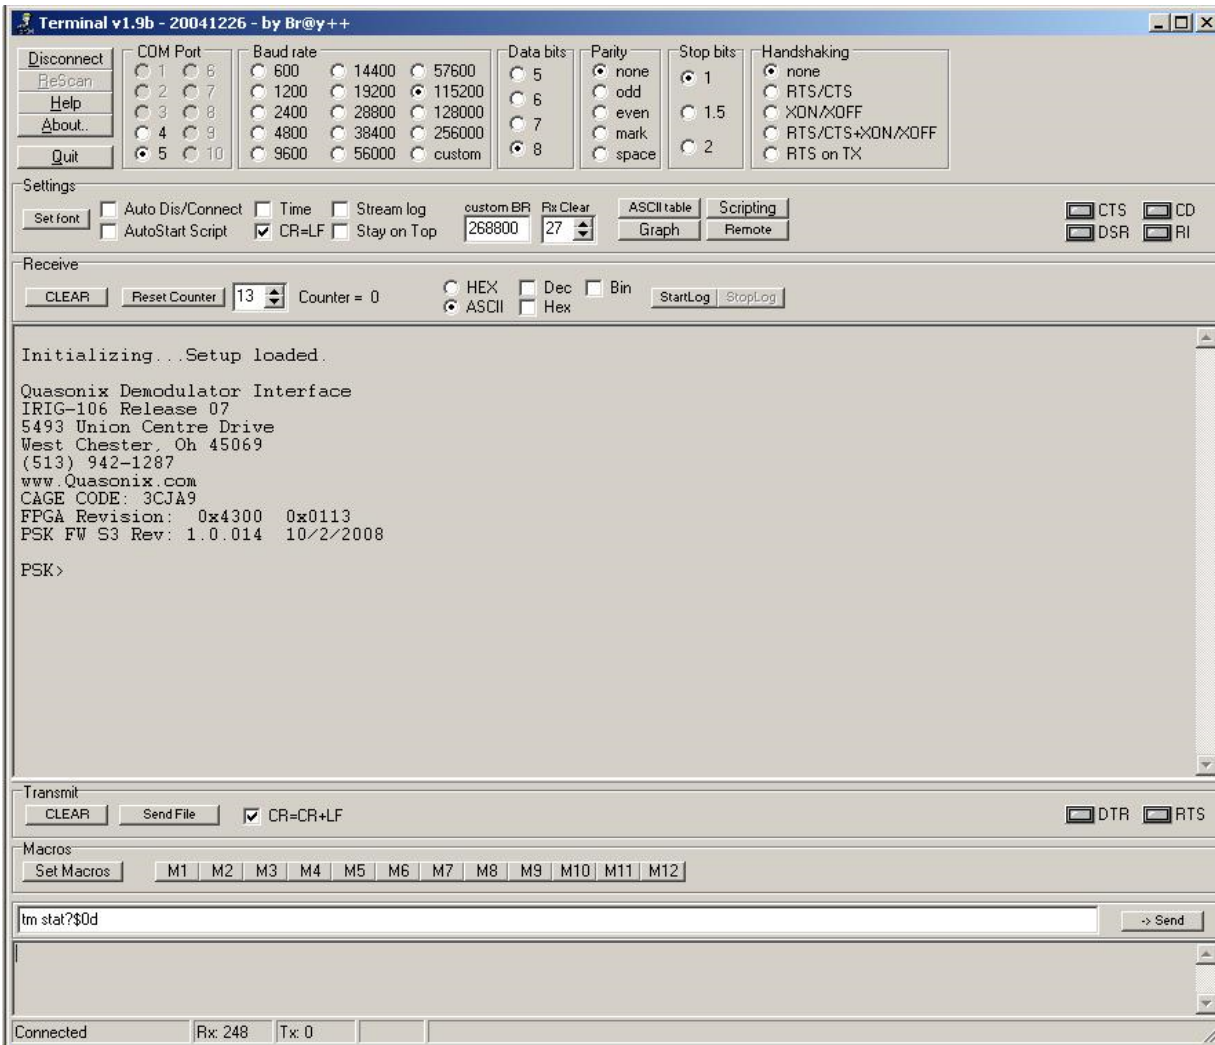 Terminal v1.9b - 20041226 - by Br@y++
Disconnect
ReScan
Help
About..
Quit
COM Port
1 6
2 7
3 8
4 9
5 10
Baud rate
600 14400 57600
1200 19200 115200
2400 28800 128000
4800 38400 256000
9600 56000 custom
Data bits
5
6
7
8
Parity
none
odd
even
mark
space
Stop bits
1
1.5
2
Handshaking
none
RTS/CTS
XON/XOFF
RTS/CTS+XON/XOFF
RTS on TX
Settings
Set font
Auto Dis/Connect Time Stream log
AutoStart Script CR=LF Stay on Top
custom BR Rx Clear
268800 27
ASCII table Scripting
Graph Remote
CTS CD
DSR RI
Receive
CLEAR Reset Counter 13 Counter = 0
HEX Dec Bin
ASCII Hex
StartLog StopLog
Initializing...Setup loaded.
Quasonix Demodulator Interface
IRIG-106 Release 07
5493 Union Centre Drive
West Chester, Oh 45069
(513) 942-1287
www.Quasonix.com
CAGE CODE: 3CJA9
FPGA Revision: 0x4300 0x0113
PSK FW S3 Rev: 1.0.014 10/2/2008
PSK>
Transmit
CLEAR Send File CR=CR+LF DTR RTS
Macros
Set Macros M1 M2 M3 M4 M5 M6 M7 M8 M9 M10 M11 M12
tm stat?$0d -> Send
Connected Rx: 248 Tx: 0